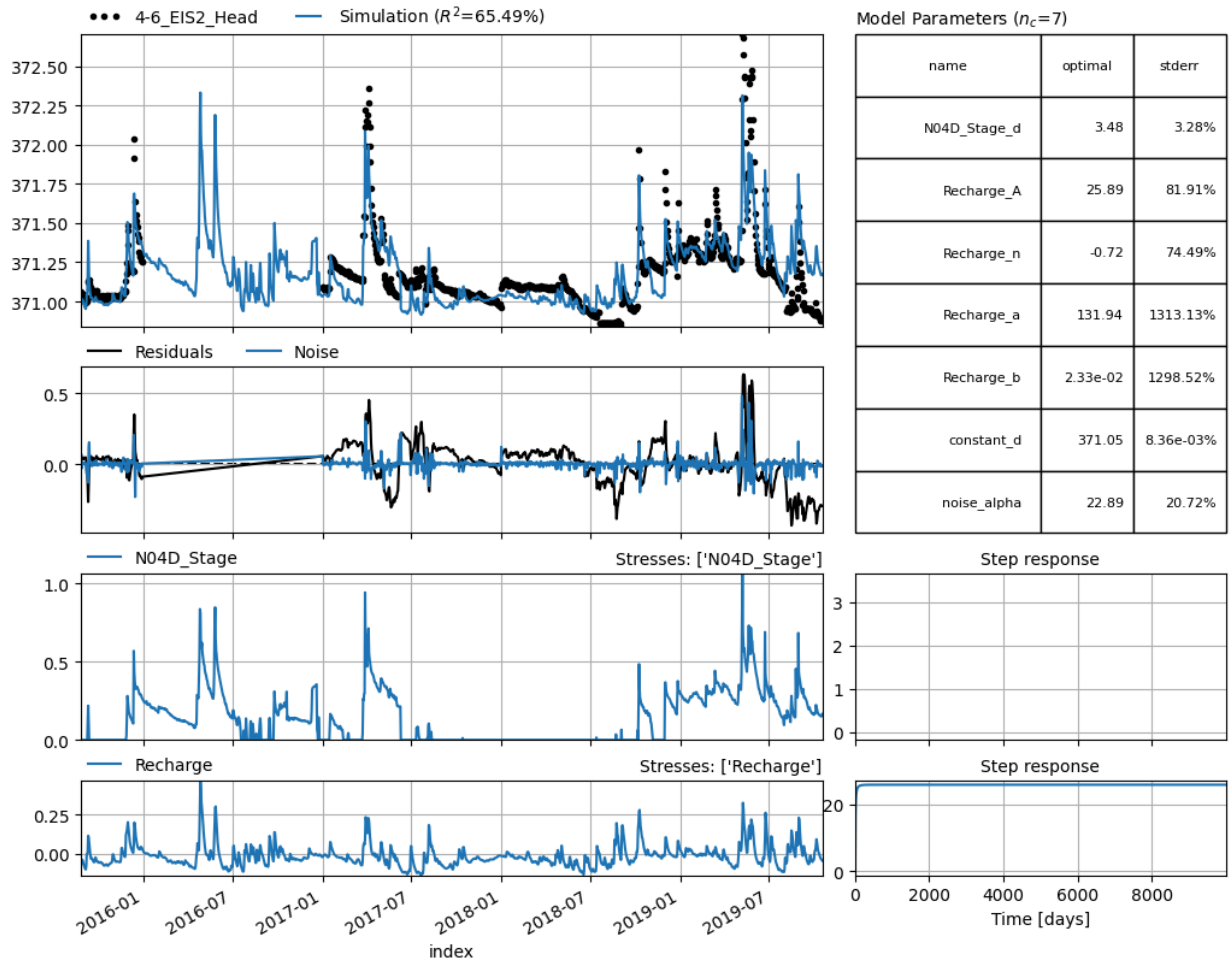 4-6_EIS2_Head
Simulation (R²=65.49%)
Model Parameters (n_c=7)
372.50
372.25
372.00
371.75
371.50
371.25
371.00
name optimal stderr
N04D_Stage_d 3.48 3.28%
Recharge_A 25.89 81.91%
Recharge_n -0.72 74.49%
Recharge_a 131.94 1313.13%
Recharge_b 2.33e-02 1298.52%
constant_d 371.05 8.36e-03%
noise_alpha 22.89 20.72%
Residuals
Noise
0.5
0.0
N04D_Stage
Stresses: ['N04D_Stage']
1.0
0.5
0.0
Step response
3
2
1
0
Recharge
Stresses: ['Recharge']
0.25
0.00
2016-01
2016-07
2017-01
2017-07
2018-01
2018-07
2019-01
2019-07
index
Step response
20
0
0
2000
4000
6000
8000
Time [days]